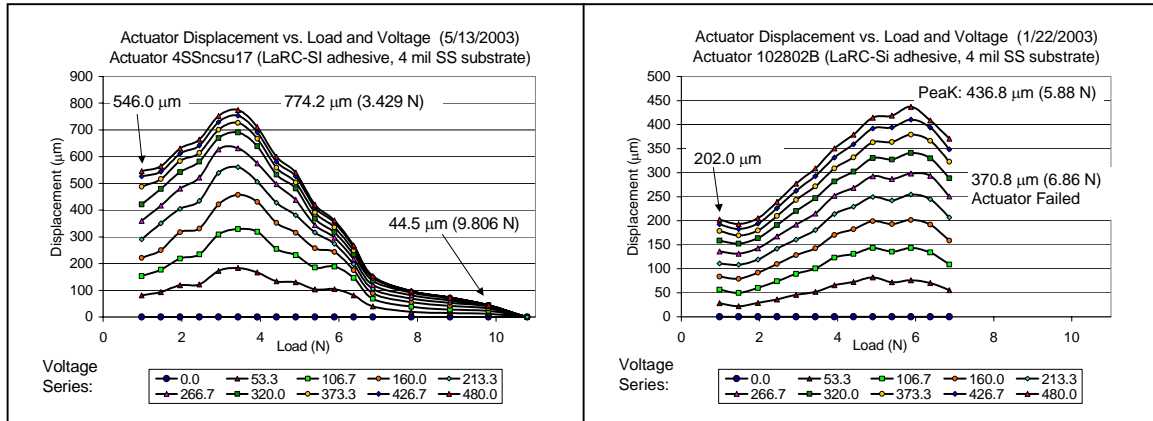 Actuator Displacement vs. Load and Voltage (5/13/2003)
Actuator 4SSncsu17 (LaRC-SI adhesive, 4 mil SS substrate)
900
800
700
600
500
400
300
200
100
0
Displacement (μm)
546.0 μm
774.2 μm (3.429 N)
44.5 μm (9.806 N)
0 2 4 6 8 10
Load (N)
Voltage
Series:
0.0 53.3 106.7 160.0 213.3
266.7 320.0 373.3 426.7 480.0
Actuator Displacement vs. Load and Voltage (1/22/2003)
Actuator 102802B (LaRC-Si adhesive, 4 mil SS substrate)
500
450
400
350
300
250
200
150
100
50
0
Displacement (μm)
PeaK: 436.8 μm (5.88 N)
202.0 μm
370.8 μm (6.86 N)
Actuator Failed
0 2 4 6 8 10
Load (N)
Voltage
Series:
0.0 53.3 106.7 160.0 213.3
266.7 320.0 373.3 426.7 480.0